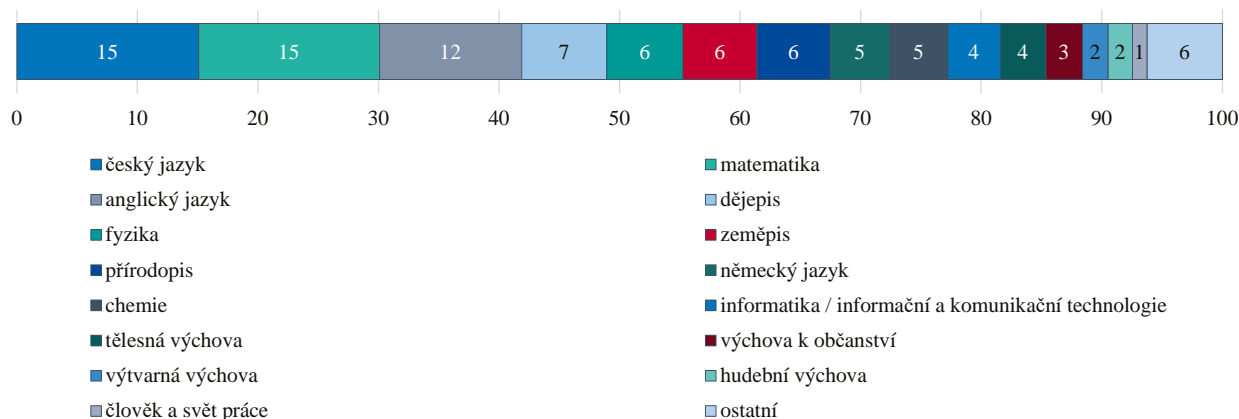 15 15 12 7 6 6 6 5 5 4 4 3 2 2 1 6
0 10 20 30 40 50 60 70 80 90 100
český jazyk matematika
anglický jazyk dějepis
fyzika zeměpis
přírodopis německý jazyk
chemie informatika / informační a komunikační technologie
tělesná výchova výchova k občanství
výtvarná výchova hudební výchova
člověk a svět práce ostatní